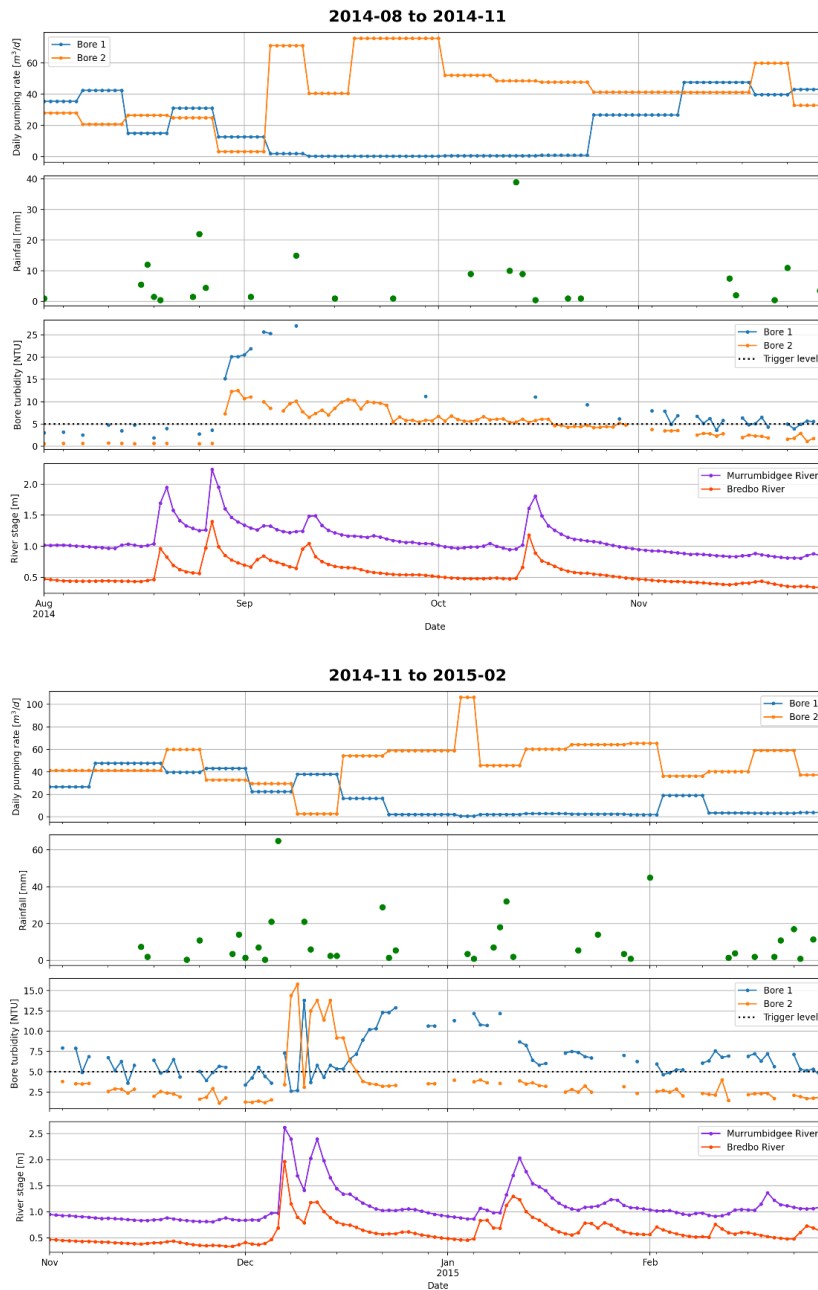 2014-08 to 2014-11
Daily pumping rate [m³/d]
60
40
20
0
Bore 1
Bore 2
Rainfall [mm]
40
30
20
10
0
Bore turbidity [NTU]
25
20
15
10
5
0
Bore 1
Bore 2
Trigger level
River stage [m]
2.0
1.5
1.0
0.5
Murrumbidgee River
Bredbo River
Aug
2014
Sep
Oct
Nov
Date
2014-11 to 2015-02
Daily pumping rate [m³/d]
100
80
60
40
20
0
Bore 1
Bore 2
Rainfall [mm]
60
40
20
0
Bore turbidity [NTU]
15.0
12.5
10.0
7.5
5.0
2.5
Bore 1
Bore 2
Trigger level
River stage [m]
2.5
2.0
1.5
1.0
0.5
Murrumbidgee River
Bredbo River
Nov
Dec
Jan
2015
Feb
Date